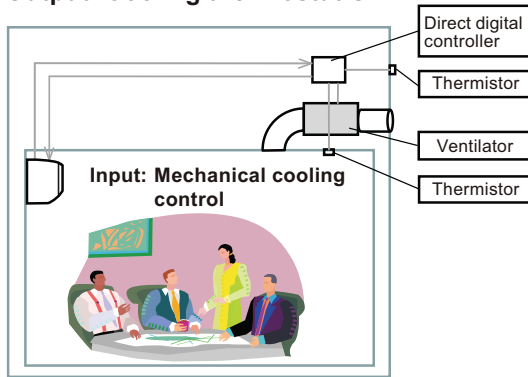 Direct digital
controller
Thermistor
Ventilator
Thermistor
Input: Mechanical cooling
control